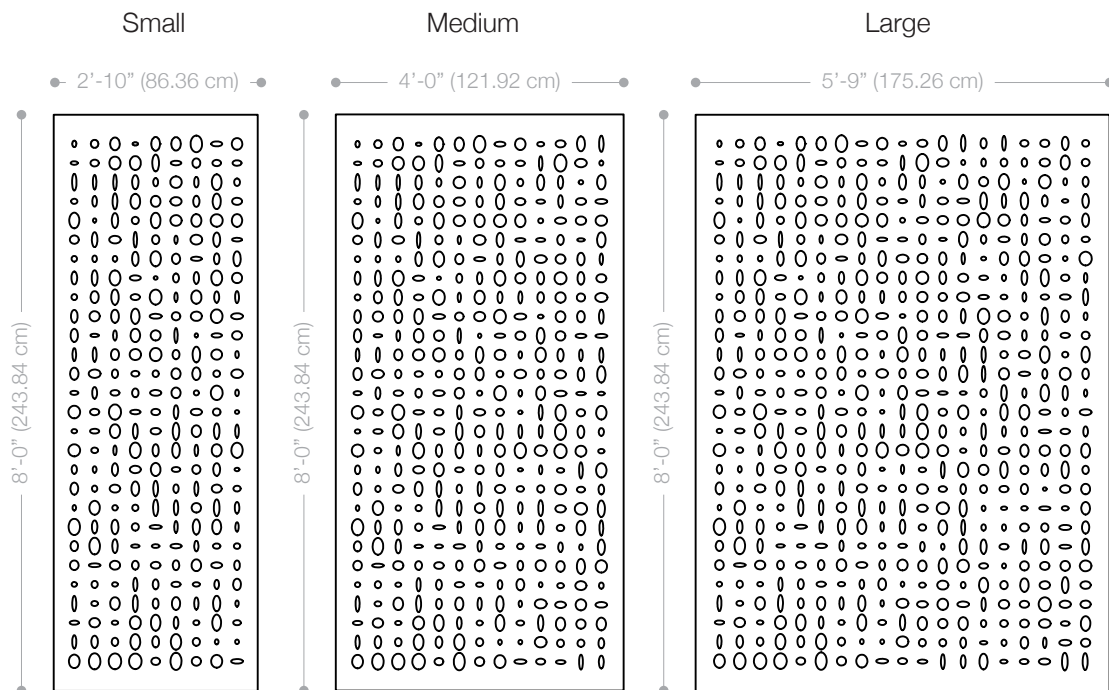 Small
Medium
Large
2’-10” (86.36 cm)
4’-0” (121.92 cm)
5’-9” (175.26 cm)
8’-0” (243.84 cm)
8’-0” (243.84 cm)
8’-0” (243.84 cm)